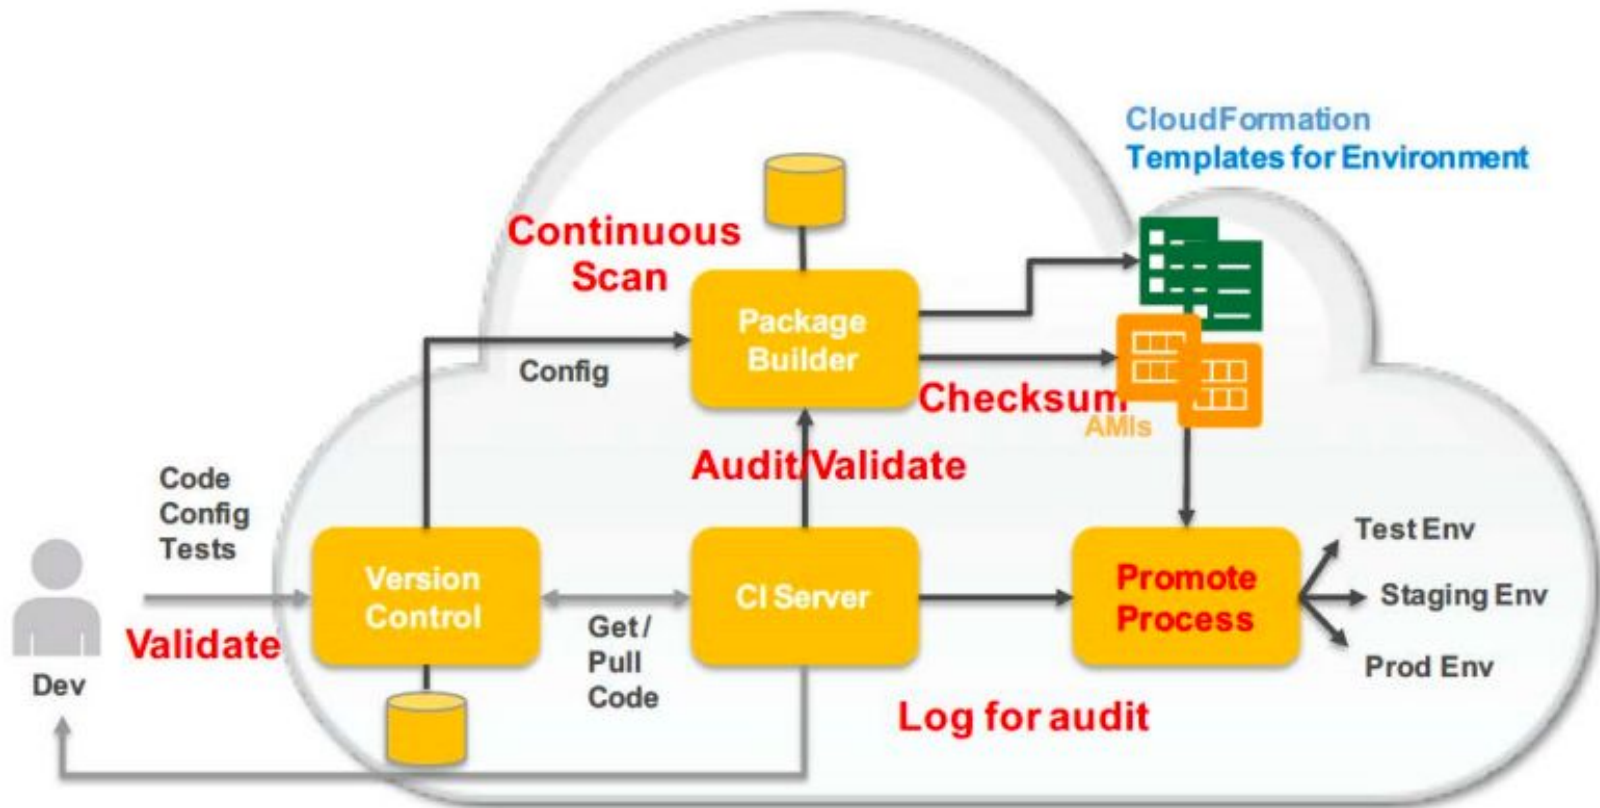 CloudFormation
Templates for Environment
Continuous
Scan
Package
Builder
Config
Checksum
AMIs
Audit/Validate
Code
Config
Tests
Version
Control
CI Server
Promote
Process
Test Env
Staging Env
Prod Env
Validate
Get /
Pull
Code
Dev
Log for audit